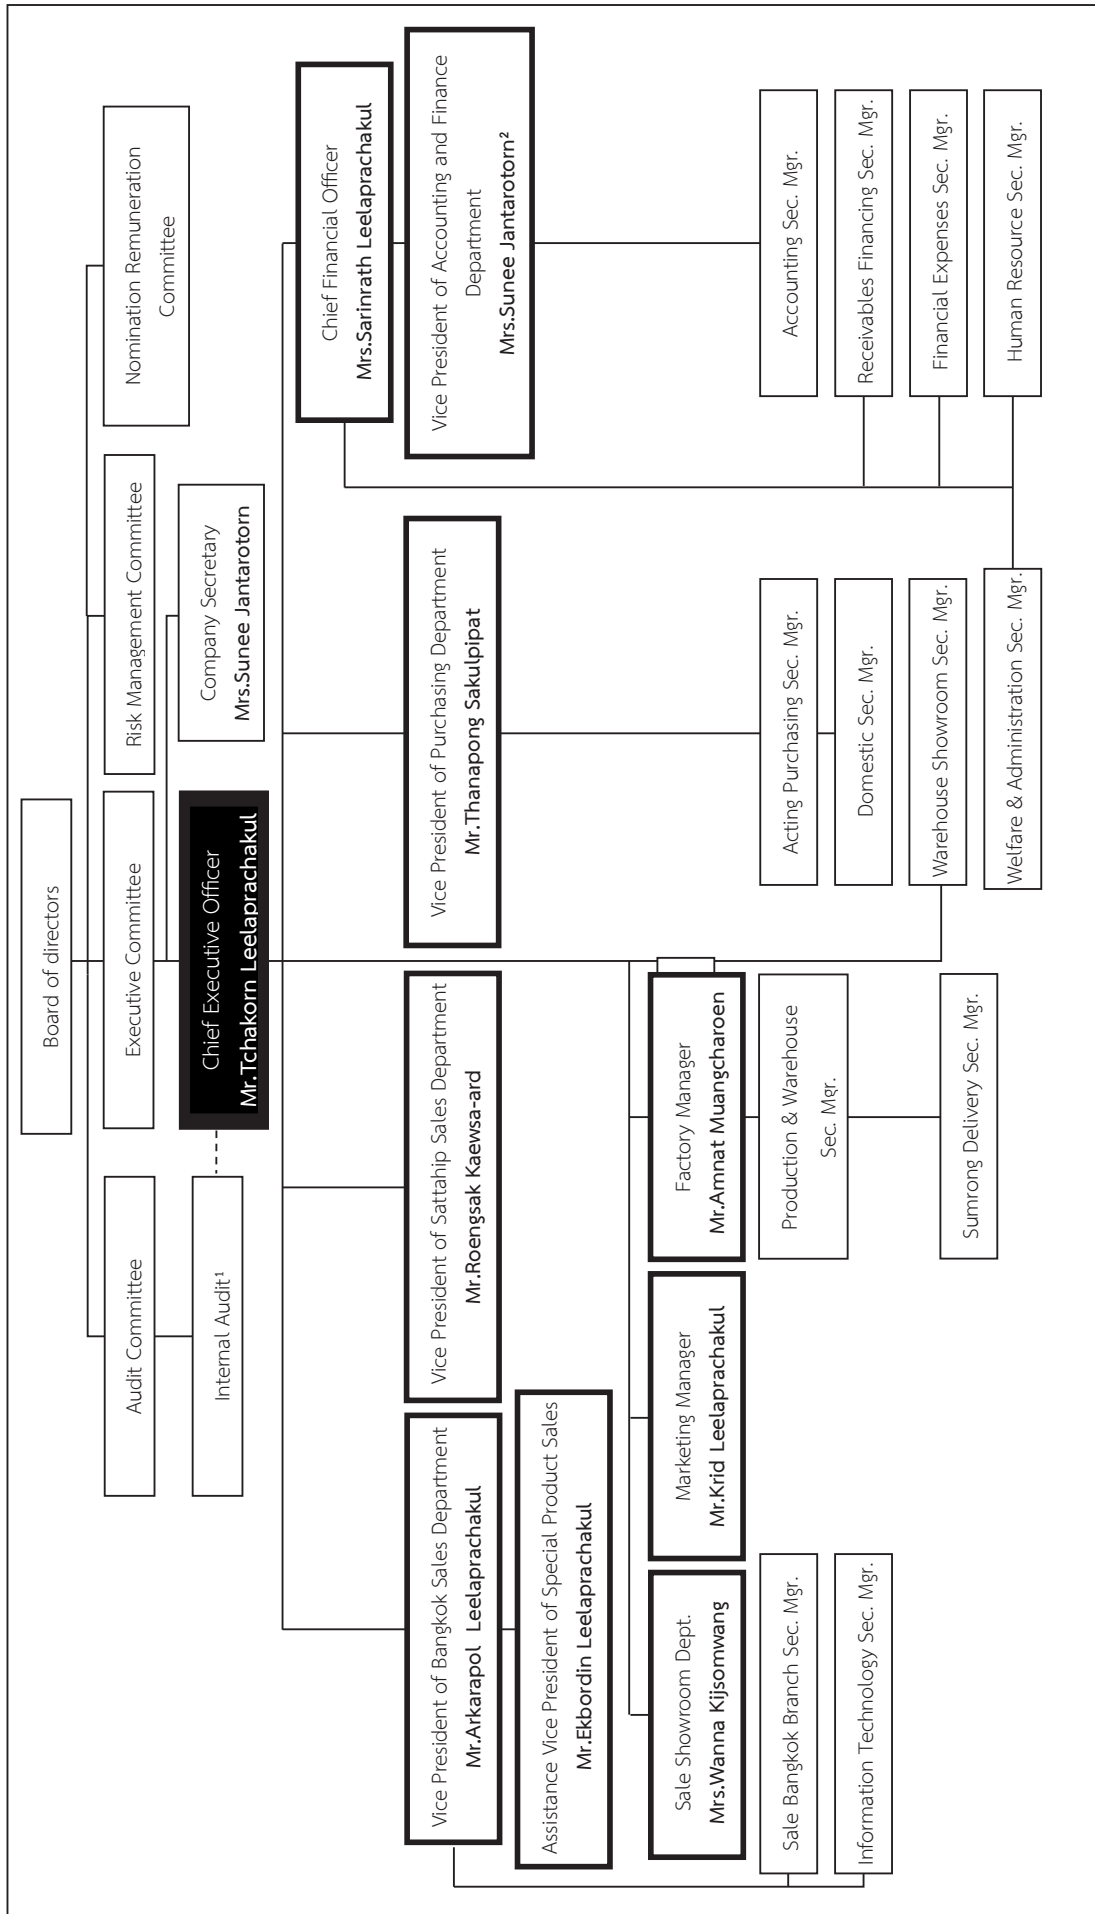 Board of directors
Audit Committee
Executive Committee
Risk Management Committee
Nomination Remuneration
Committee
Internal Audit¹
Chief Executive Officer
Mr.Tchakorn Leelaprachakul
Company Secretary
Mrs.Sunee Jantarotorn
Chief Financial Officer
Mrs.Sarinrath Leelaprachakul
Vice President of Bangkok Sales Department
Mr.Arkarapol Leelaprachakul
Vice President of Sattahip Sales Department
Mr.Roengsak Kaewsa-ard
Vice President of Purchasing Department
Mr.Thanapong Sakulpipat
Vice President of Accounting and Finance
Department
Mrs.Sunee Jantarotorn²
Assistance Vice President of Special Product Sales
Mr.Ekbordin Leelaprachakul
Sale Showroom Dept.
Mrs.Wanna Kijsomwang
Marketing Manager
Mr.Krid Leelaprachakul
Factory Manager
Mr.Amnat Muangcharoen
Sale Bangkok Branch Sec. Mgr.
Production & Warehouse
Sec. Mgr.
Acting Purchasing Sec. Mgr.
Accounting Sec. Mgr.
Information Technology Sec. Mgr.
Domestic Sec. Mgr.
Receivables Financing Sec. Mgr.
Sumrong Delivery Sec. Mgr.
Warehouse Showroom Sec. Mgr.
Financial Expenses Sec. Mgr.
Welfare & Administration Sec. Mgr.
Human Resource Sec. Mgr.